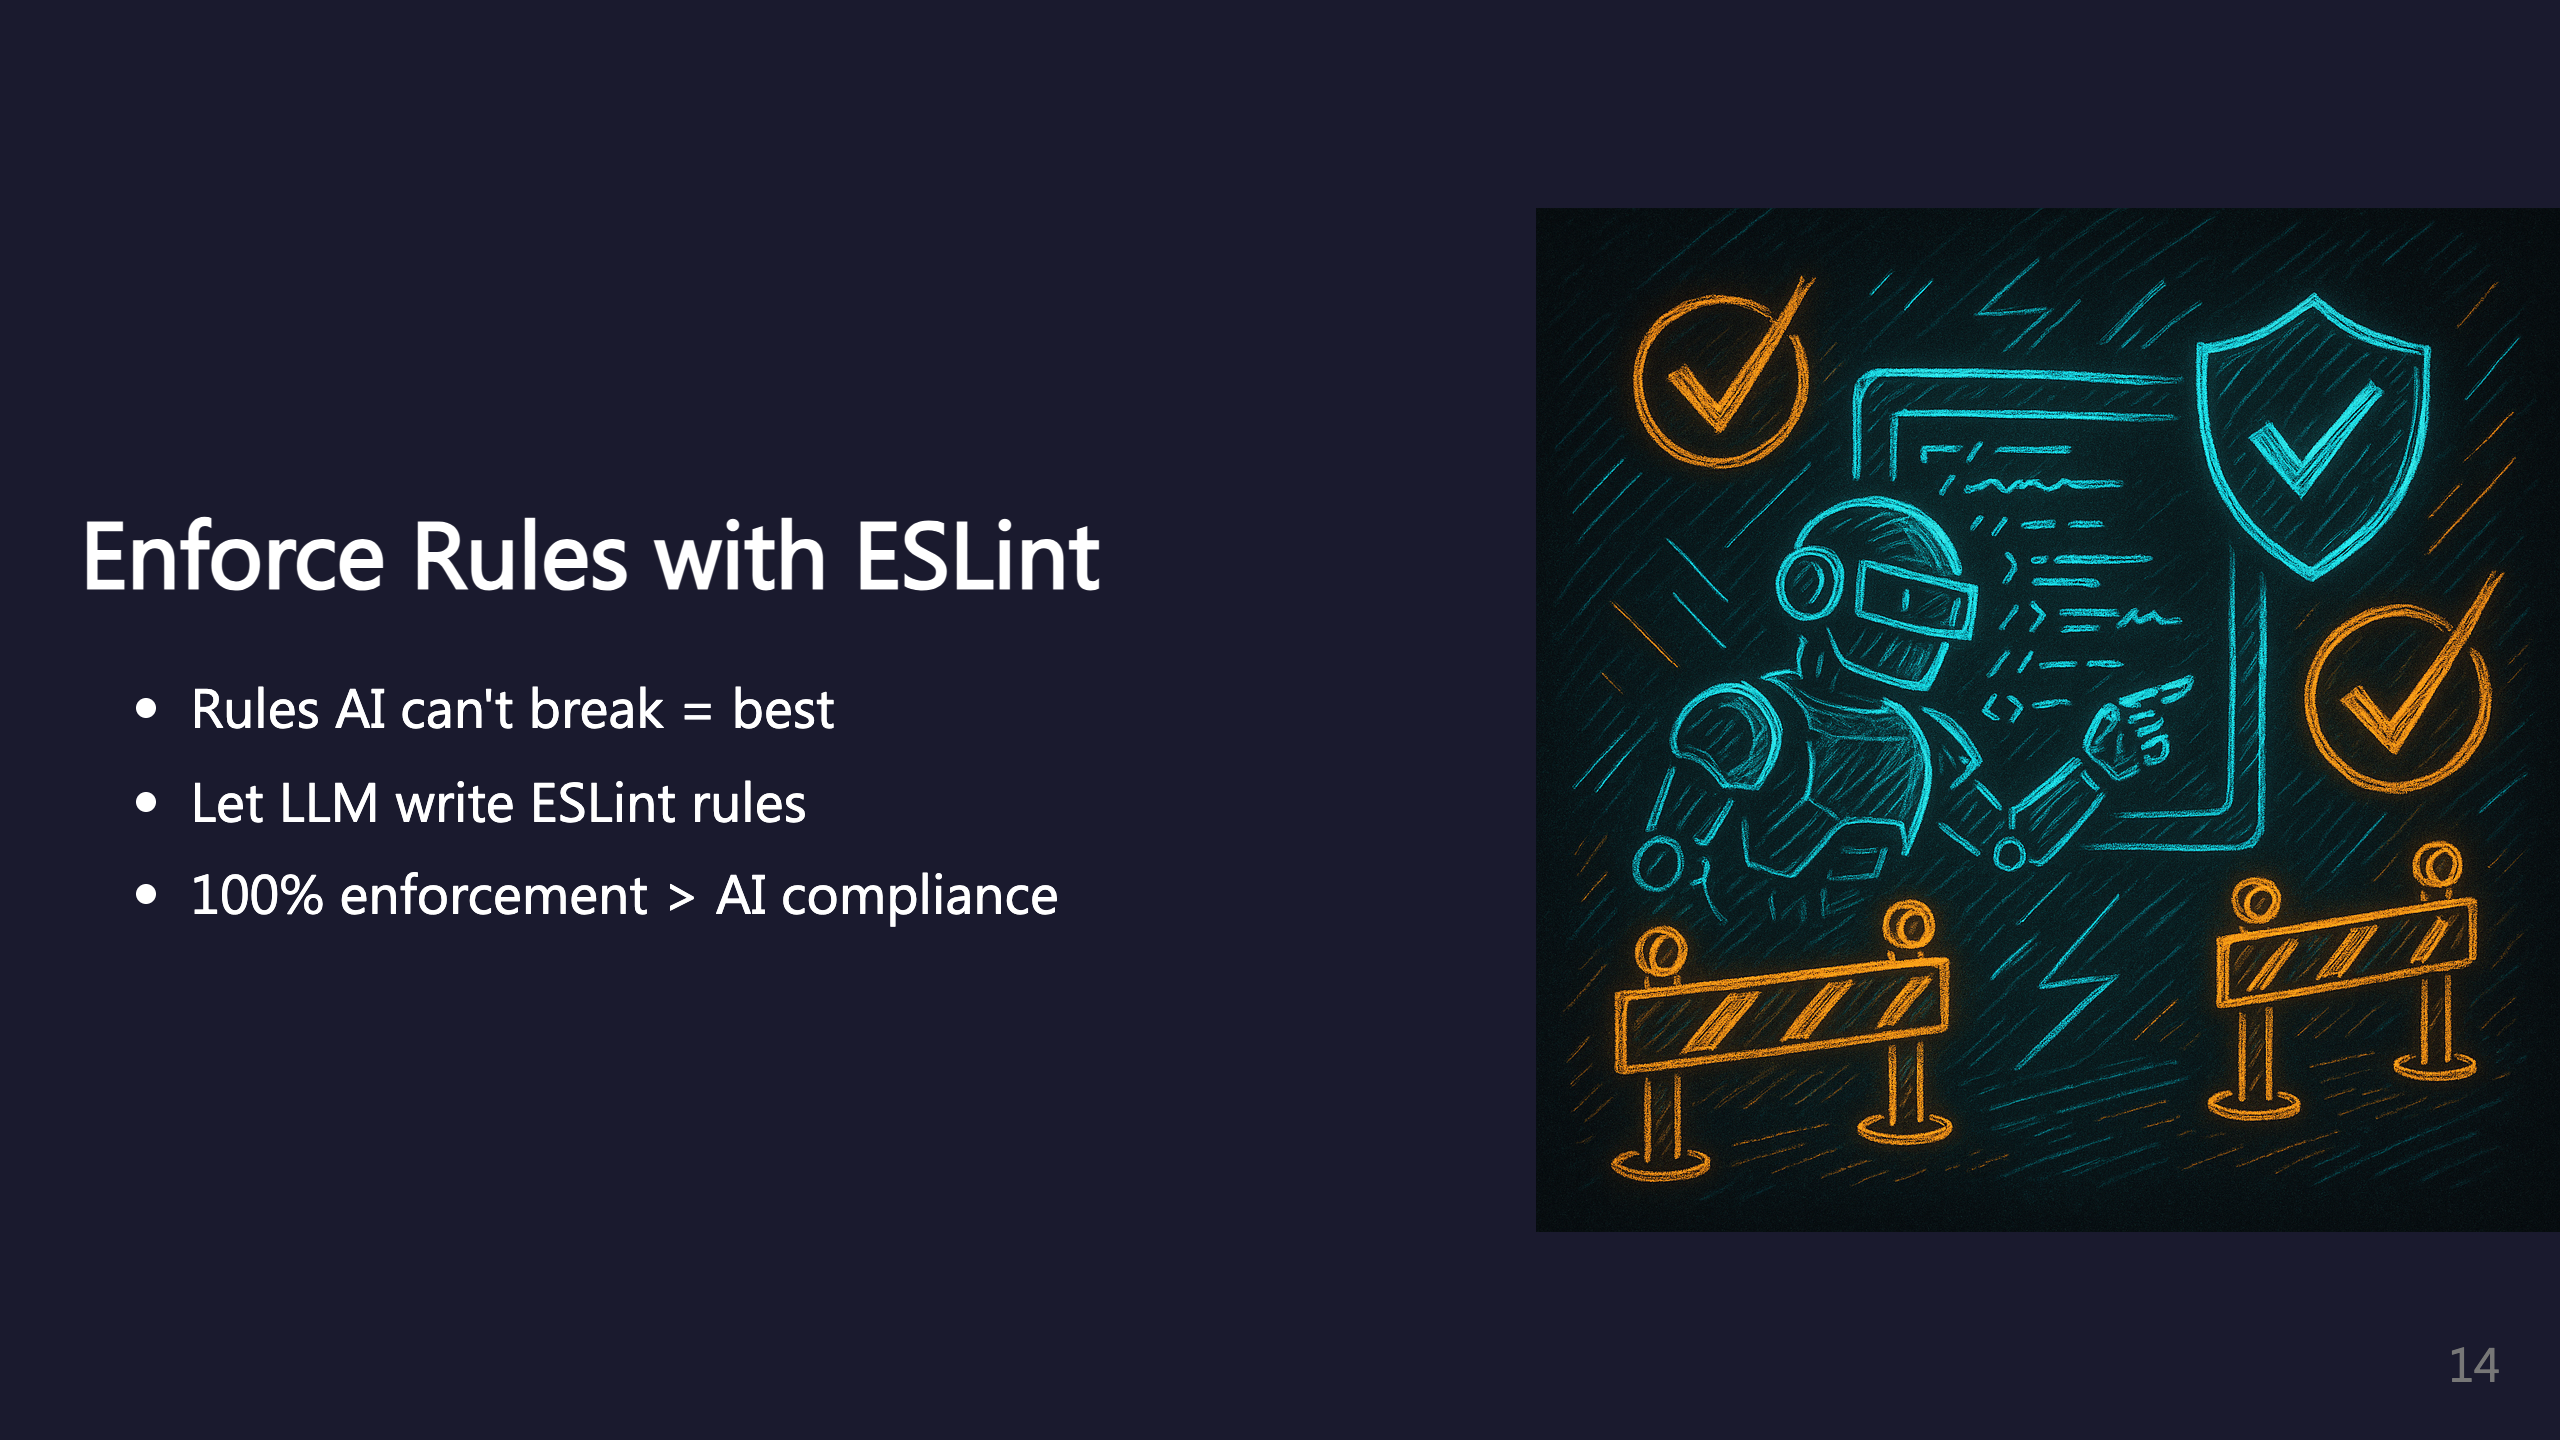 Enforce Rules with ESLint
• Rules AI can't break = best
• Let LLM write ESLint rules
• 100% enforcement > AI compliance
14